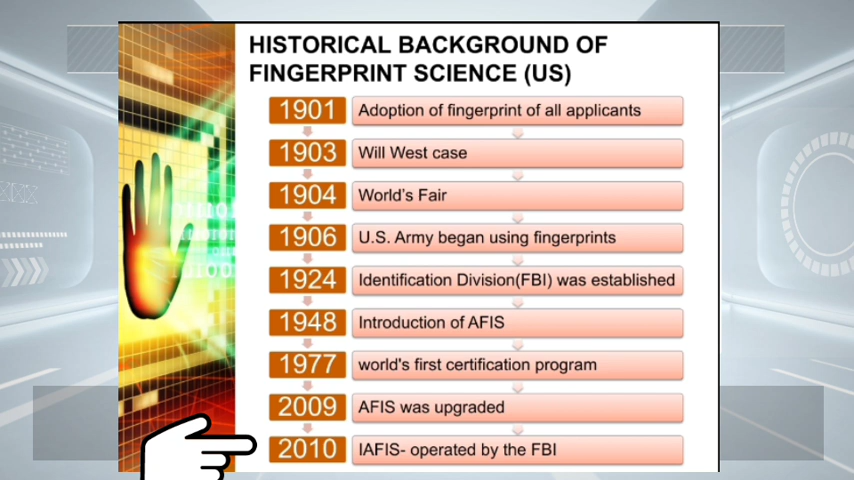 HISTORICAL BACKGROUND OF
FINGERPRINT SCIENCE (US)
1901 Adoption of fingerprint of all applicants
1903 Will West case
1904 World's Fair
1906 U.S. Army began using fingerprints
1924 Identification Division(FBI) was established
1948 Introduction of AFIS
1977 world's first certification program
2009 AFIS was upgraded
2010 IAFIS- operated by the FBI